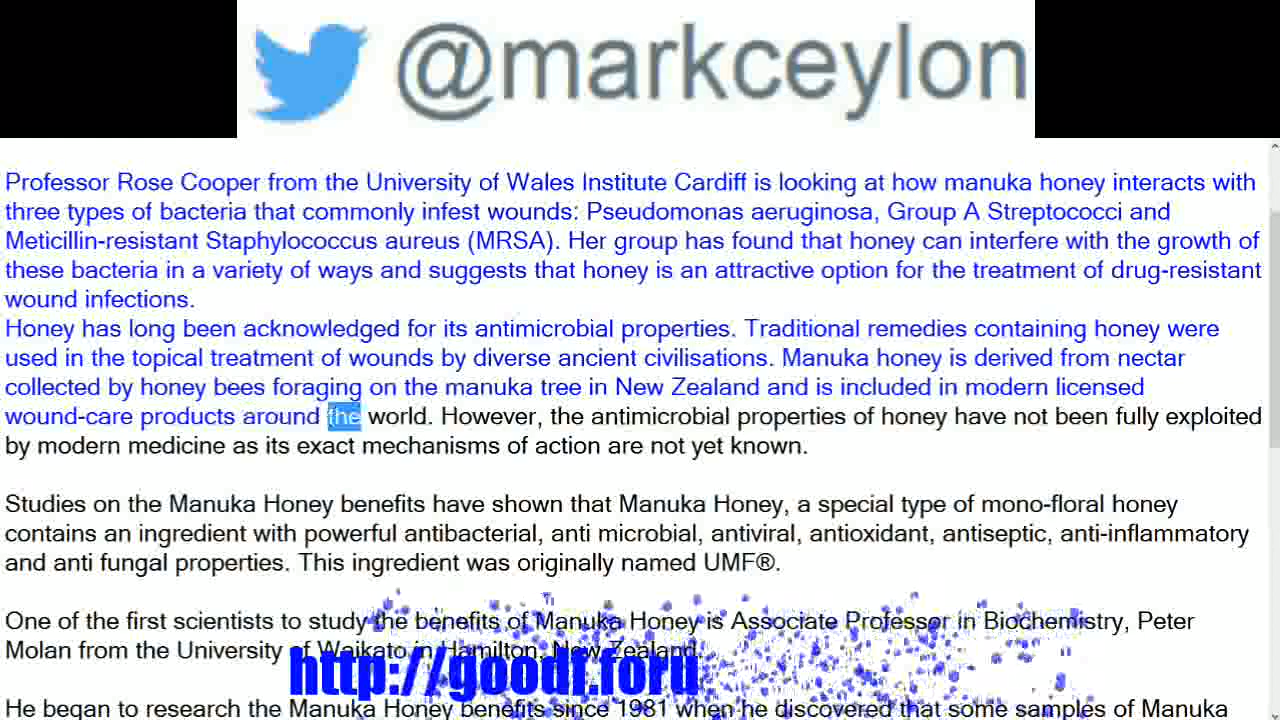 @markceylon
Professor Rose Cooper from the University of Wales Institute Cardiff is looking at how manuka honey interacts with
three types of bacteria that commonly infest wounds: Pseudomonas aeruginosa, Group A Streptococci and
Meticillin-resistant Staphylococcus aureus (MRSA). Her group has found that honey can interfere with the growth of
these bacteria in a variety of ways and suggests that honey is an attractive option for the treatment of drug-resistant
wound infections.
Honey has long been acknowledged for its antimicrobial properties. Traditional remedies containing honey were
used in the topical treatment of wounds by diverse ancient civilisations. Manuka honey is derived from nectar
collected by honey bees foraging on the manuka tree in New Zealand and is included in modern licensed
wound-care products around the world. However, the antimicrobial properties of honey have not been fully exploited
by modern medicine as its exact mechanisms of action are not yet known.
Studies on the Manuka Honey benefits have shown that Manuka Honey, a special type of mono-floral honey
contains an ingredient with powerful antibacterial, anti microbial, antiviral, antioxidant, antiseptic, anti-inflammatory
and anti fungal properties. This ingredient was originally named UMF®.
One of the first scientists to study the benefits of Manuka Honey is Associate Professor in Biochemistry, Peter
Molan from the University of Waikato in Hamilton, New Zealand.
http://goodf.foru
He began to research the Manuka Honey benefits since 1981 when he discovered that some samples of Manuka